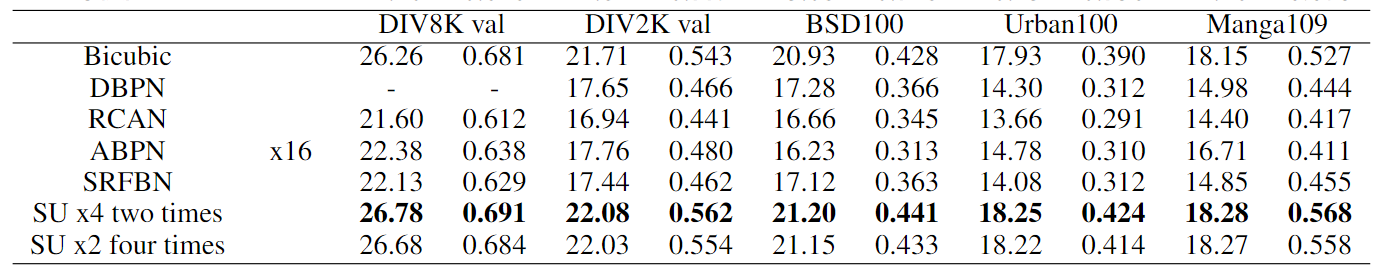 DIV8K val DIV2K val BSD100 Urban100 Manga109
Bicubic 26.26 0.681 21.71 0.543 20.93 0.428 17.93 0.390 18.15 0.527
DBPN - - 17.65 0.466 17.28 0.366 14.30 0.312 14.98 0.444
RCAN 21.60 0.612 16.94 0.441 16.66 0.345 13.66 0.291 14.40 0.417
ABPN x16 22.38 0.638 17.76 0.480 16.23 0.313 14.78 0.310 16.71 0.411
SRFBN 22.13 0.629 17.44 0.462 17.12 0.363 14.08 0.312 14.85 0.455
SU x4 two times 26.78 0.691 22.08 0.562 21.20 0.441 18.25 0.424 18.28 0.568
SU x2 four times 26.68 0.684 22.03 0.554 21.15 0.433 18.22 0.414 18.27 0.558